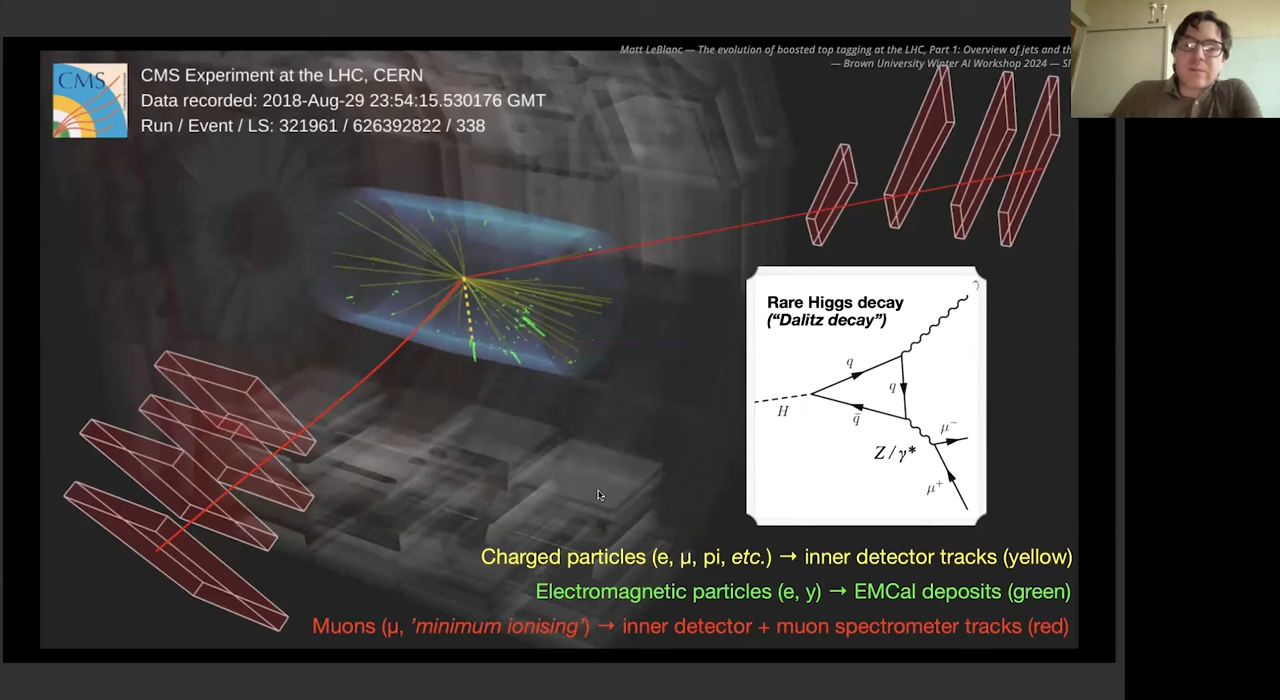 Matt LeBlanc — The evolution of boosted top tagging at the LHC, Part 1: Overview of jets and th
— Brown University Winter AI Workshop 2024 — Sl
CMS
CMS Experiment at the LHC, CERN
Data recorded: 2018-Aug-29 23:54:15.530176 GMT
Run / Event / LS: 321961 / 626392822 / 338
Rare Higgs decay
(“Dalitz decay”)
γ
q
q
H
q̄
μ⁻
Z / γ*
μ⁺
Charged particles (e, μ, pi, etc.) → inner detector tracks (yellow)
Electromagnetic particles (e, y) → EMCal deposits (green)
Muons (μ, ’minimum ionising’) → inner detector + muon spectrometer tracks (red)